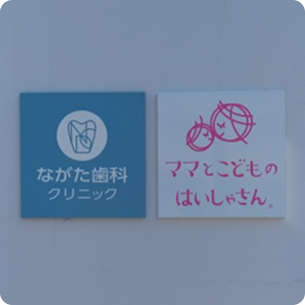 ながた歯科
クリニック
ママとこどもの
はいしゃさん®